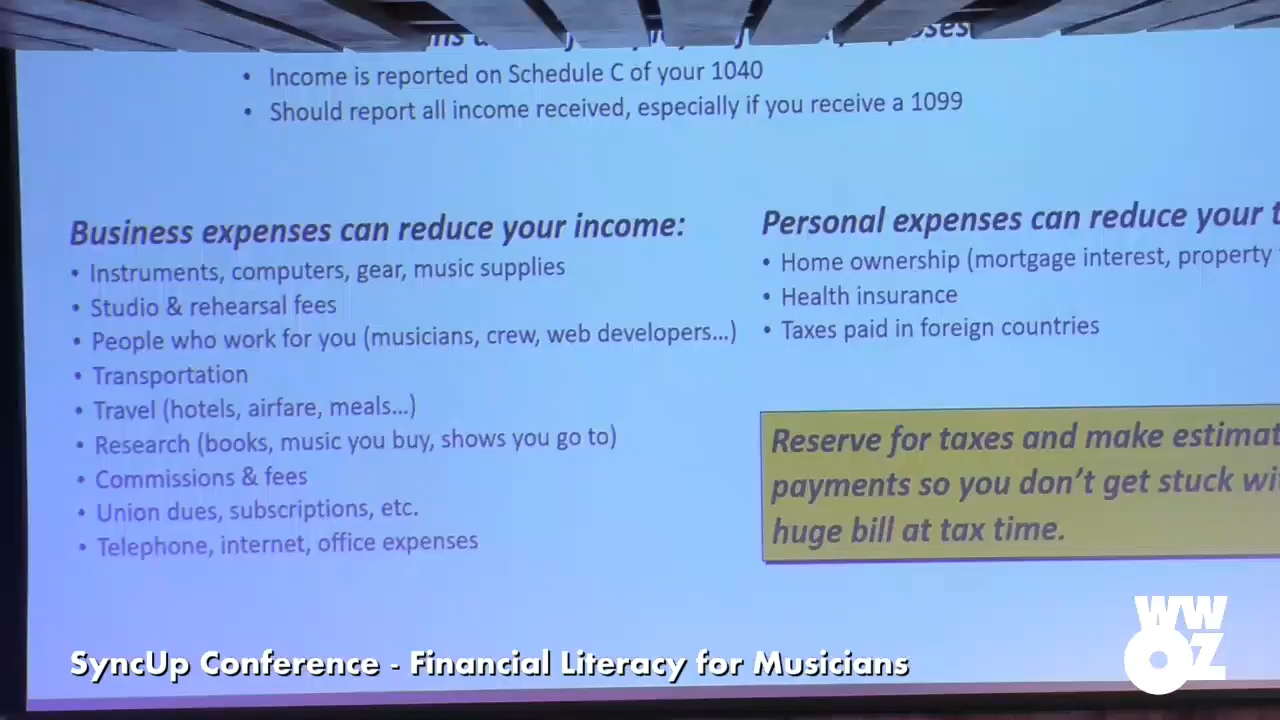 • Income is reported on Schedule C of your 1040
• Should report all income received, especially if you receive a 1099
Business expenses can reduce your income:
• Instruments, computers, gear, music supplies
• Studio & rehearsal fees
• People who work for you (musicians, crew, web developers...)
• Transportation
• Travel (hotels, airfare, meals...)
• Research (books, music you buy, shows you go to)
• Commissions & fees
• Union dues, subscriptions, etc.
• Telephone, internet, office expenses
Personal expenses can reduce your
• Home ownership (mortgage interest, property
• Health insurance
• Taxes paid in foreign countries
Reserve for taxes and make
payments so you don't get stuck
huge bill at tax time.
SyncUp Conference - Financial Literacy for Musicians
WWOZ